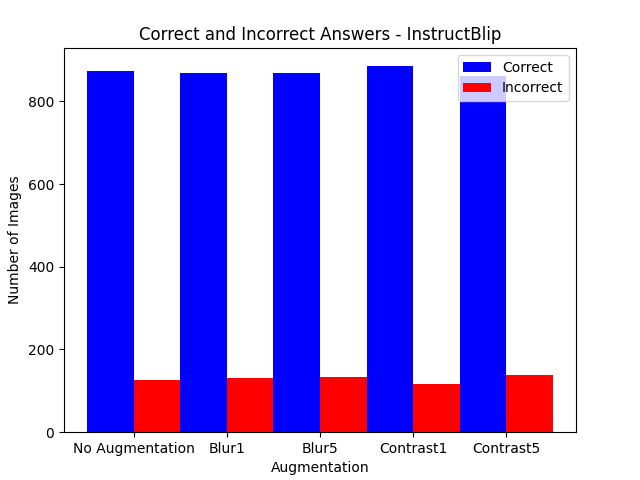 Correct and Incorrect Answers - InstructBlip
Correct
Incorrect
Number of Images
800
600
400
200
0
No Augmentation
Blur1
Blur5
Contrast1
Contrast5
Augmentation